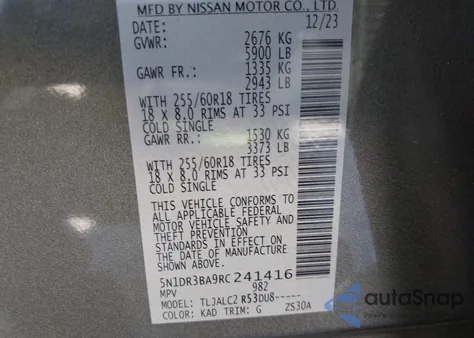 MFD BY NISSAN MOTOR CO., LTD.
DATE: 12/23
GVWR: 2676 KG
5900 LB
GAWR FR.: 1335 KG
2943 LB
WITH 255/60R18 TIRES
18 X 8.0 RIMS AT 33 PSI
COLD SINGLE
GAWR RR.: 1530 KG
3373 LB
WITH 255/60R18 TIRES
18 X 8.0 RIMS AT 33 PSI
COLD SINGLE
THIS VEHICLE CONFORMS TO
ALL APPLICABLE FEDERAL
MOTOR VEHICLE SAFETY AND
THEFT PREVENTION
STANDARDS IN EFFECT ON
THE DATE OF MANUFACTURE
SHOWN ABOVE.
5N1DR3BA9RC241416
MPV 982
MODEL: TLJALC2 R53DU8-----
COLOR: KAD TRIM: G ZS30A
autoSnap